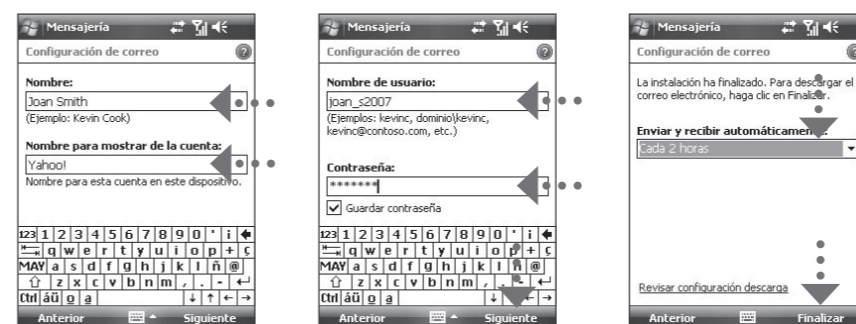 Mensajería
Configuración de correo
Nombre:
Joan Smith
(Ejemplo: Kevin Cook)
Nombre para mostrar de la cuenta:
Yahoo!
Nombre para esta cuenta en este dispositivo.
123 1 2 3 4 5 6 7 8 9 0 ' ¡
q w e r t y u i o p + ç
MAY a s d f g h j k l ñ @
z x c v b n m , . -
Ctrl áü º ª
Anterior Siguiente
Mensajería
Configuración de correo
Nombre de usuario:
joan_s2007
(Ejemplos: kevinc, dominio\kevinc,
kevinc@contoso.com, etc.)
Contraseña:
*******
Guardar contraseña
123 1 2 3 4 5 6 7 8 9 0 ' ¡
q w e r t y u i o p + ç
MAY a s d f g h j k l ñ @
z x c v b n m , . -
Ctrl áü º ª
Anterior Siguiente
Mensajería
Configuración de correo
La instalación ha finalizado. Para descargar el
correo electrónico, haga clic en Finalizar.
Enviar y recibir automáticamente:
Cada 2 horas
Revisar configuración descarga
Anterior Finalizar